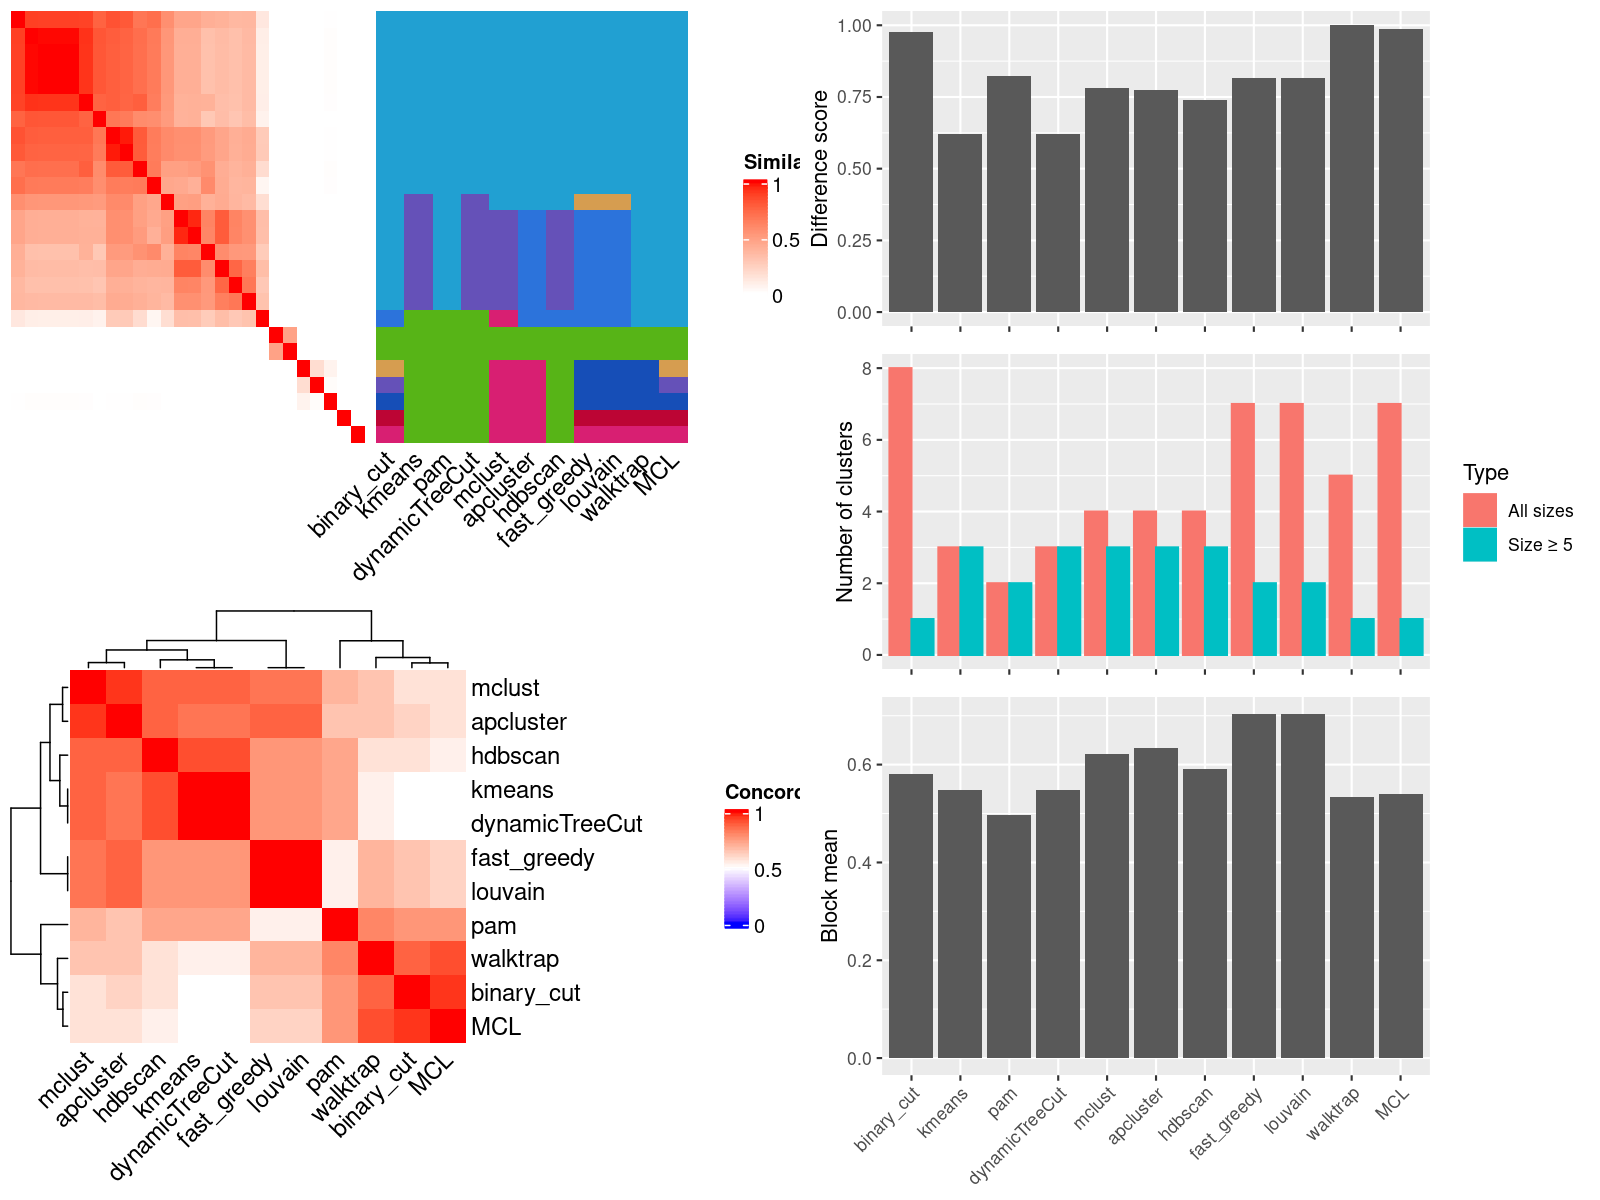 Simila
1
0.5
0
binary_cut
kmeans
pam
dynamicTreeCut
mclust
apcluster
hdbscan
fast_greedy
louvain
walktrap
MCL
mclust
apcluster
hdbscan
kmeans
dynamicTreeCut
fast_greedy
louvain
pam
walktrap
binary_cut
MCL
mclust
apcluster
hdbscan
kmeans
dynamicTreeCut
fast_greedy
louvain
pam
walktrap
binary_cut
MCL
Concord
1
0.5
0
Difference score
1.00
0.75
0.50
0.25
0.00
Number of clusters
8
6
4
2
0
Type
All sizes
Size ≥ 5
Block mean
0.6
0.4
0.2
0.0
binary_cut
kmeans
pam
dynamicTreeCut
mclust
apcluster
hdbscan
fast_greedy
louvain
walktrap
MCL